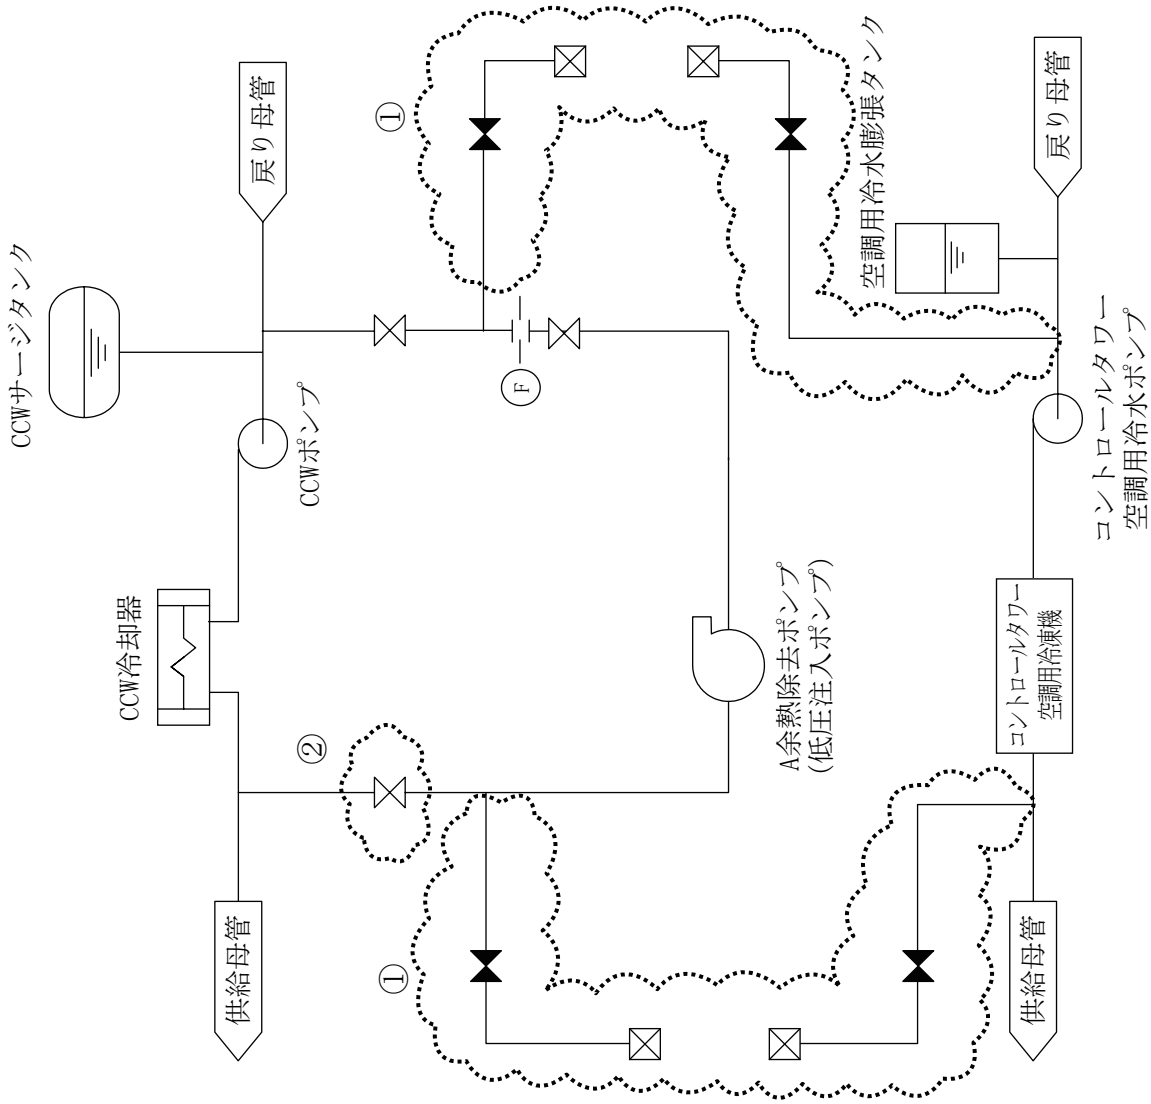 CCWサージタンク
戻り母管
CCWポンプ
CCW冷却器
供給母管
①
②
F
①
A余熱除去ポンプ
(低圧注入ポンプ)
空調用冷水膨張タンク
戻り母管
コントロールタワー
空調用冷水ポンプ
コントロールタワー
空調用冷凍機
供給母管